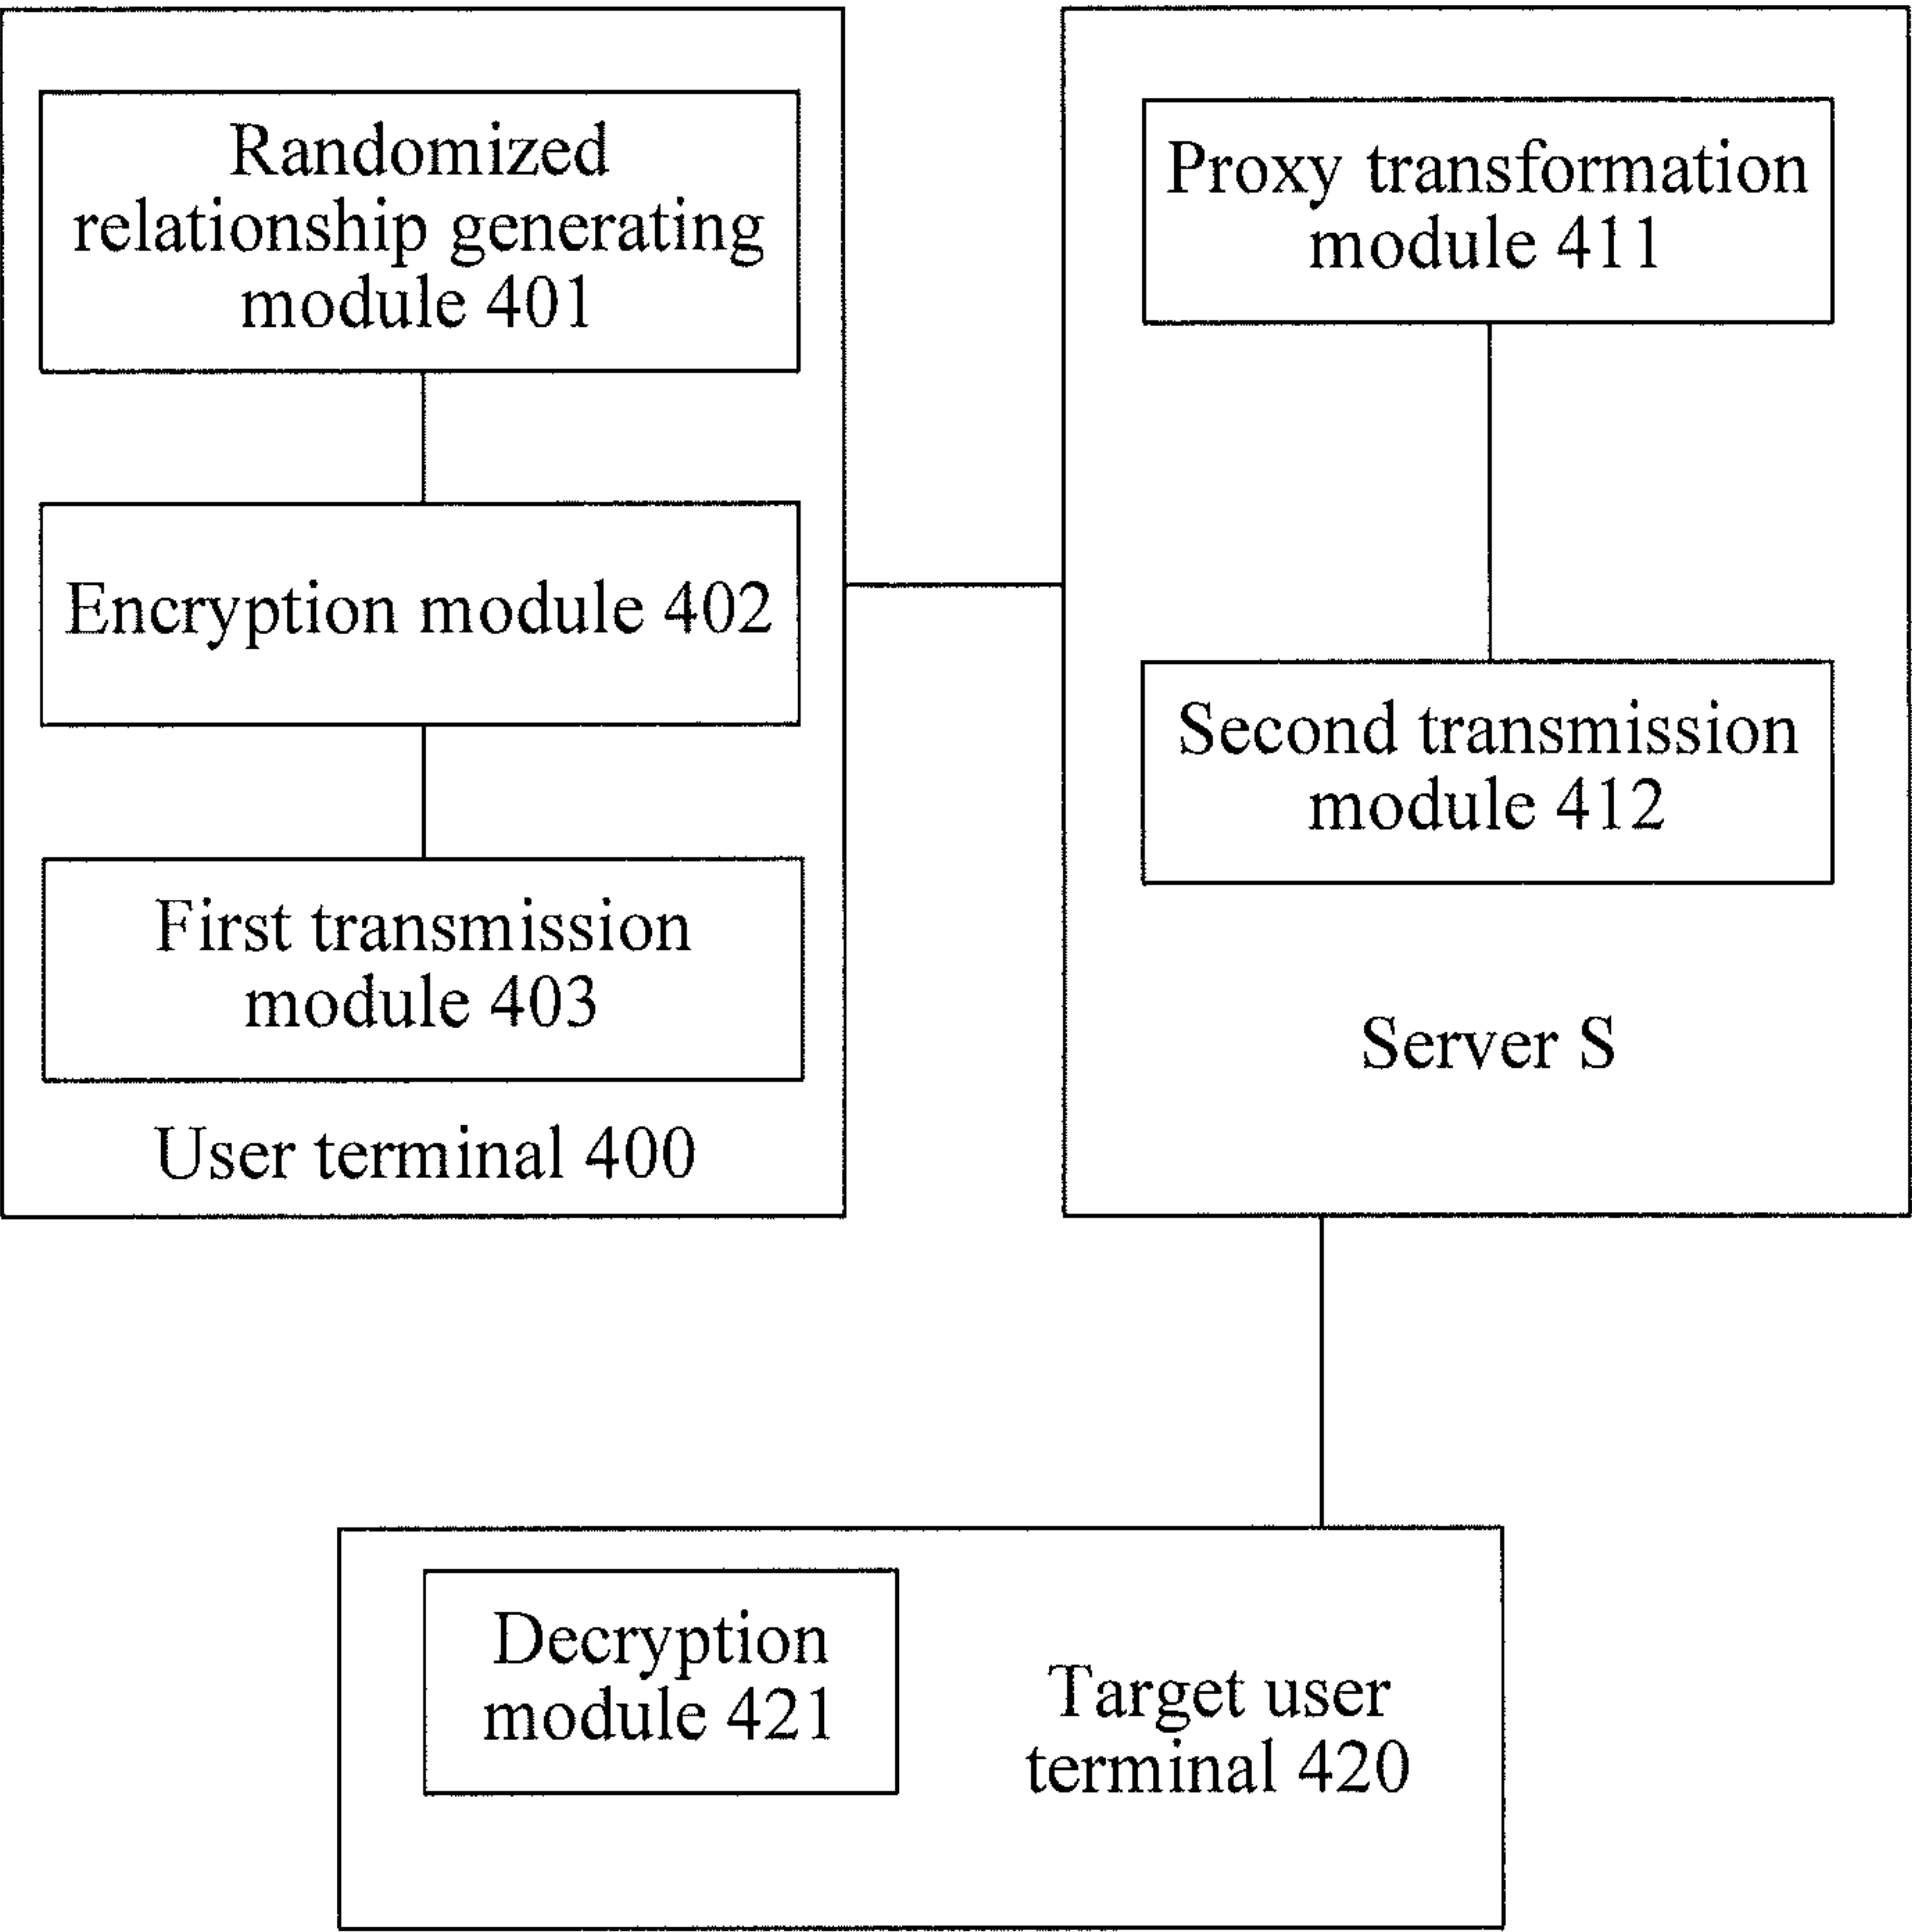 Randomized
relationship generating
module 401
Encryption module 402
First transmission
module 403
User terminal 400
Proxy transformation
module 411
Second transmission
module 412
Server S
Decryption
module 421
Target user
terminal 420